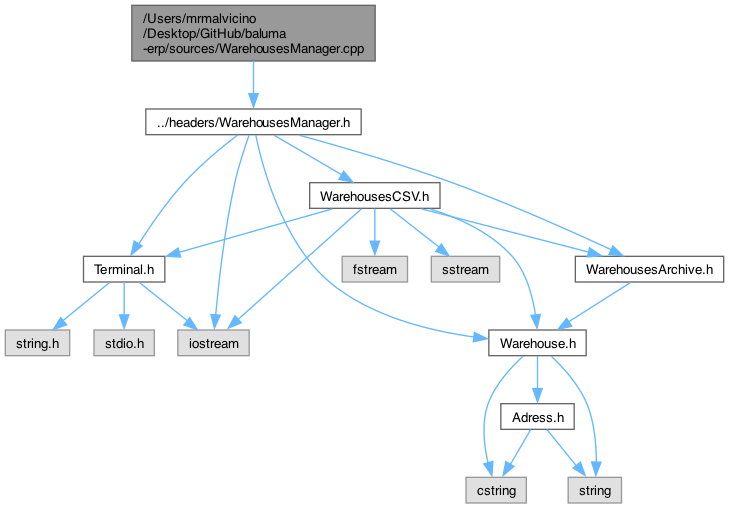 /Users/mrmalvicino
/Desktop/GitHub/baluma
-erp/sources/WarehousesManager.cpp
../headers/WarehousesManager.h
WarehousesCSV.h
Terminal.h
fstream
sstream
WarehousesArchive.h
string.h
stdio.h
iostream
Warehouse.h
Adress.h
cstring
string